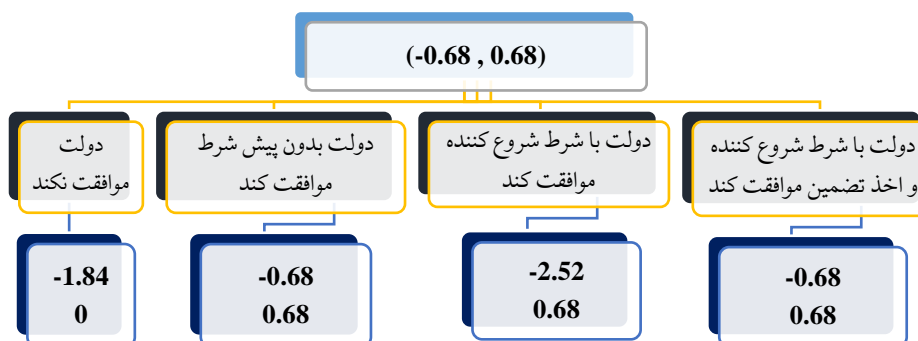 (-0.68 , 0.68)
دولت با شرط شروع کننده
و اخذ تضمین موافقت کند
دولت با شرط شروع کننده
موافقت کند
دولت بدون پیش شرط
موافقت کند
دولت
موافقت نکند
-0.68
0.68
-2.52
0.68
-0.68
0.68
-1.84
0